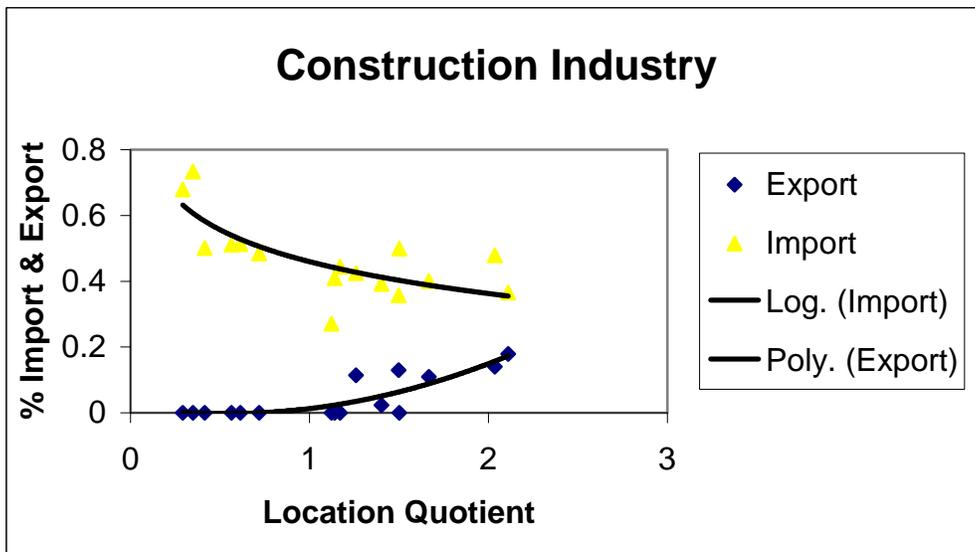 Construction Industry
% Import & Export
0.8
0.6
0.4
0.2
0
0
1
2
3
Location Quotient
Export
Import
Log. (Import)
Poly. (Export)